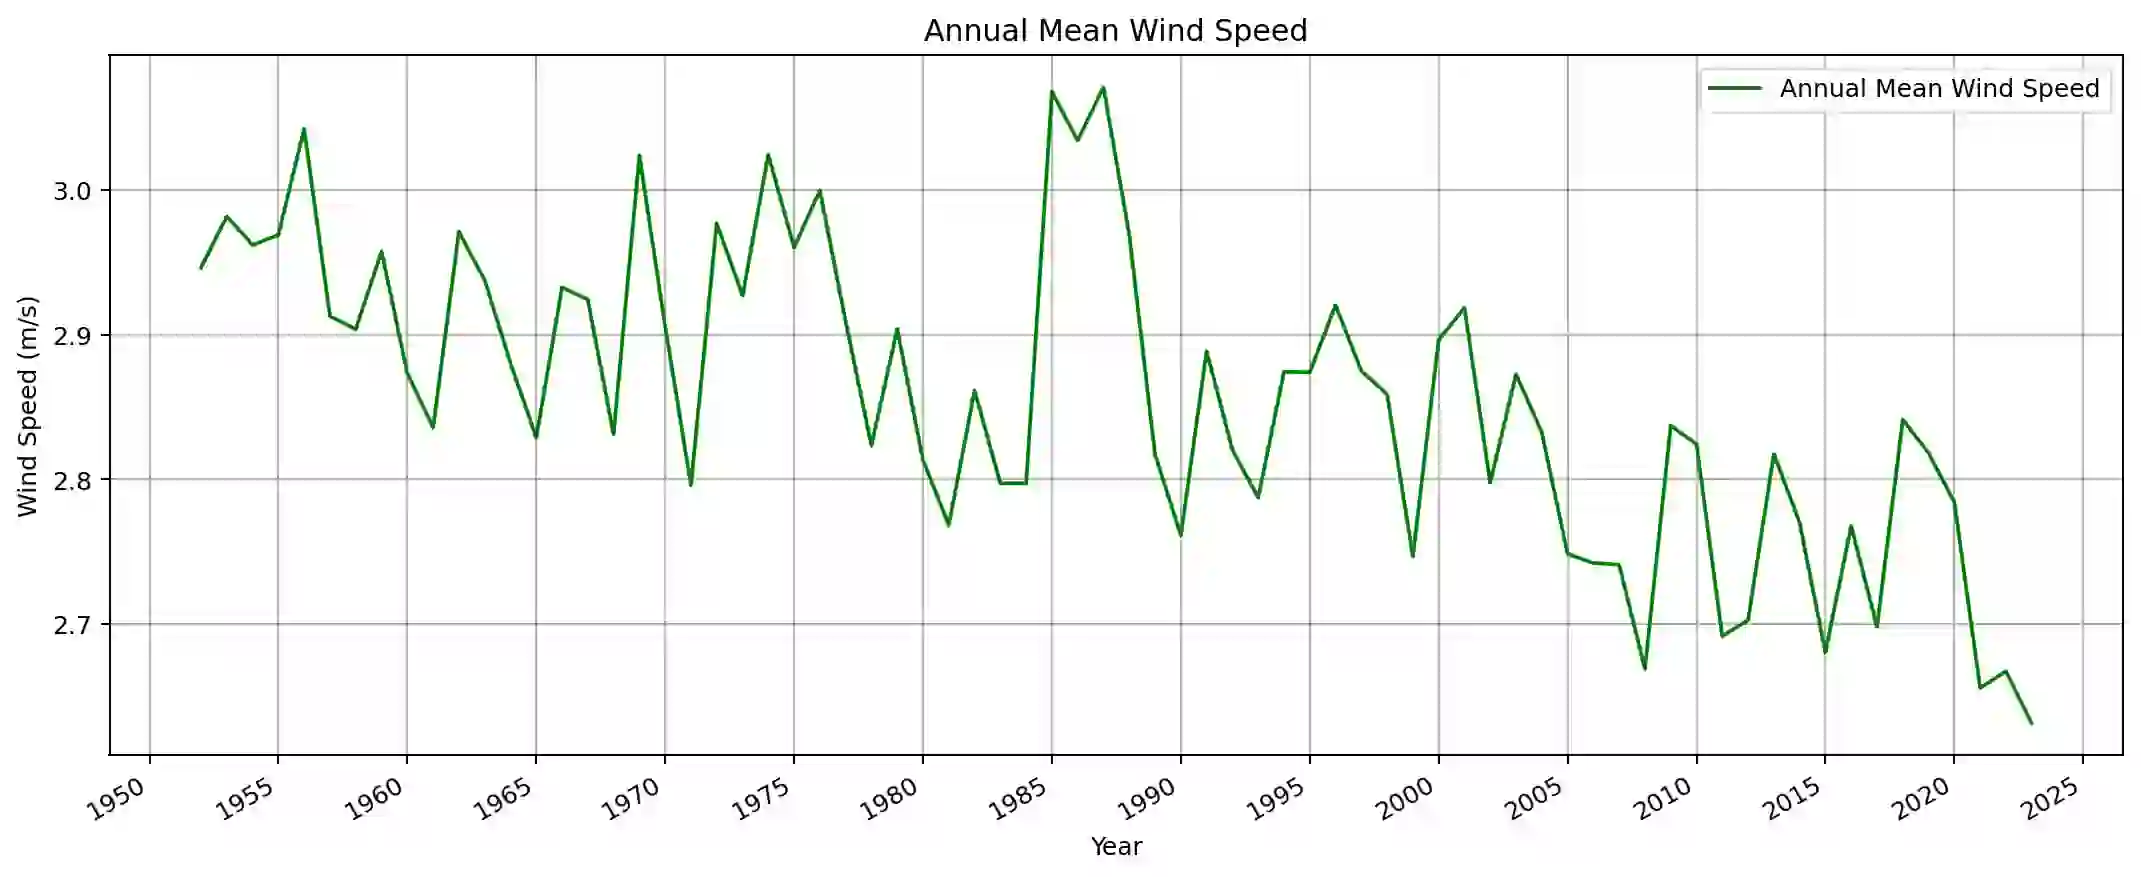 Annual Mean Wind Speed
Annual Mean Wind Speed
Wind Speed (m/s)
3.0
2.9
2.8
2.7
1950 1955 1960 1965 1970 1975 1980 1985 1990 1995 2000 2005 2010 2015 2020 2025
Year